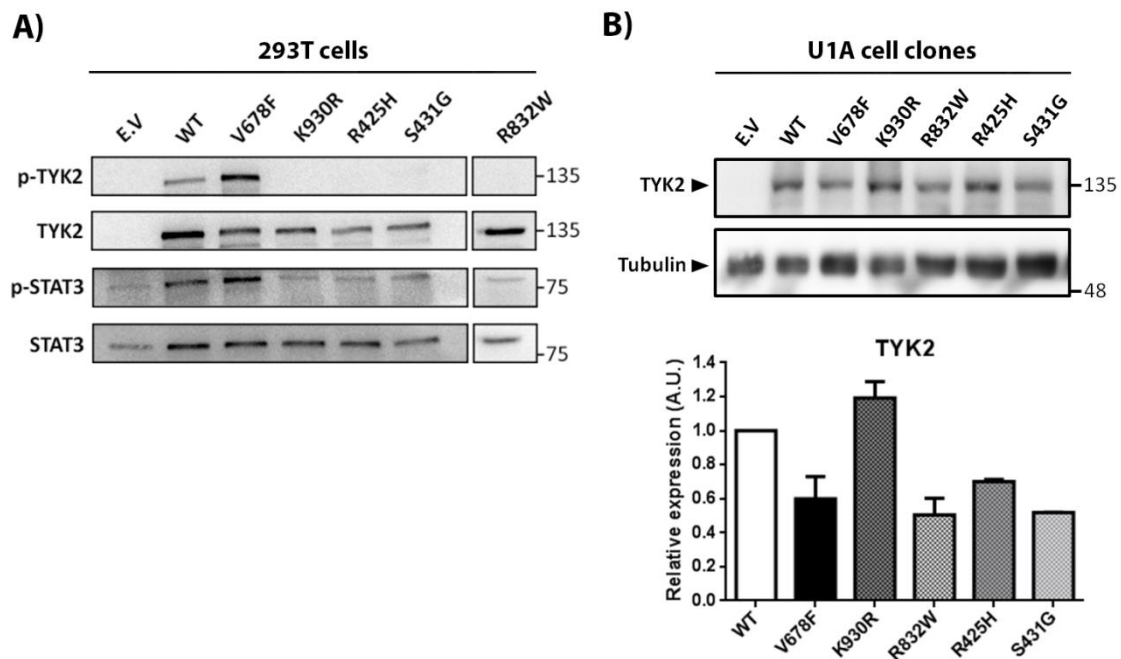 A)
293T cells
E.V WT V678F K930R R425H S431G R832W
p-TYK2 -135
TYK2 -135
p-STAT3 -75
STAT3 -75
B)
U1A cell clones
E.V WT V678F K930R R832W R425H S431G
TYK2 ► -135
Tubulin ►
-48
TYK2
Relative expression (A.U.)
1.4
1.2
1.0
0.8
0.6
0.4
0.2
0.0
WT V678F K930R R832W R425H S431G